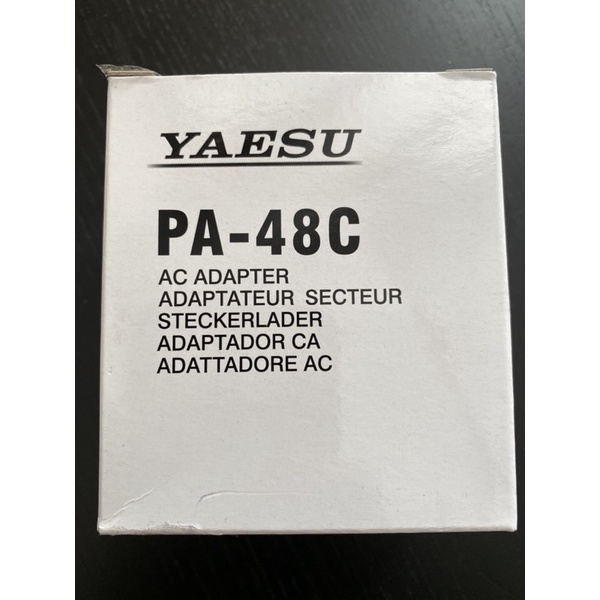 YAESU
PA-48C
AC ADAPTER
ADAPTATEUR SECTEUR
STECKERLADER
ADAPTADOR CA
ADATTADORE AC